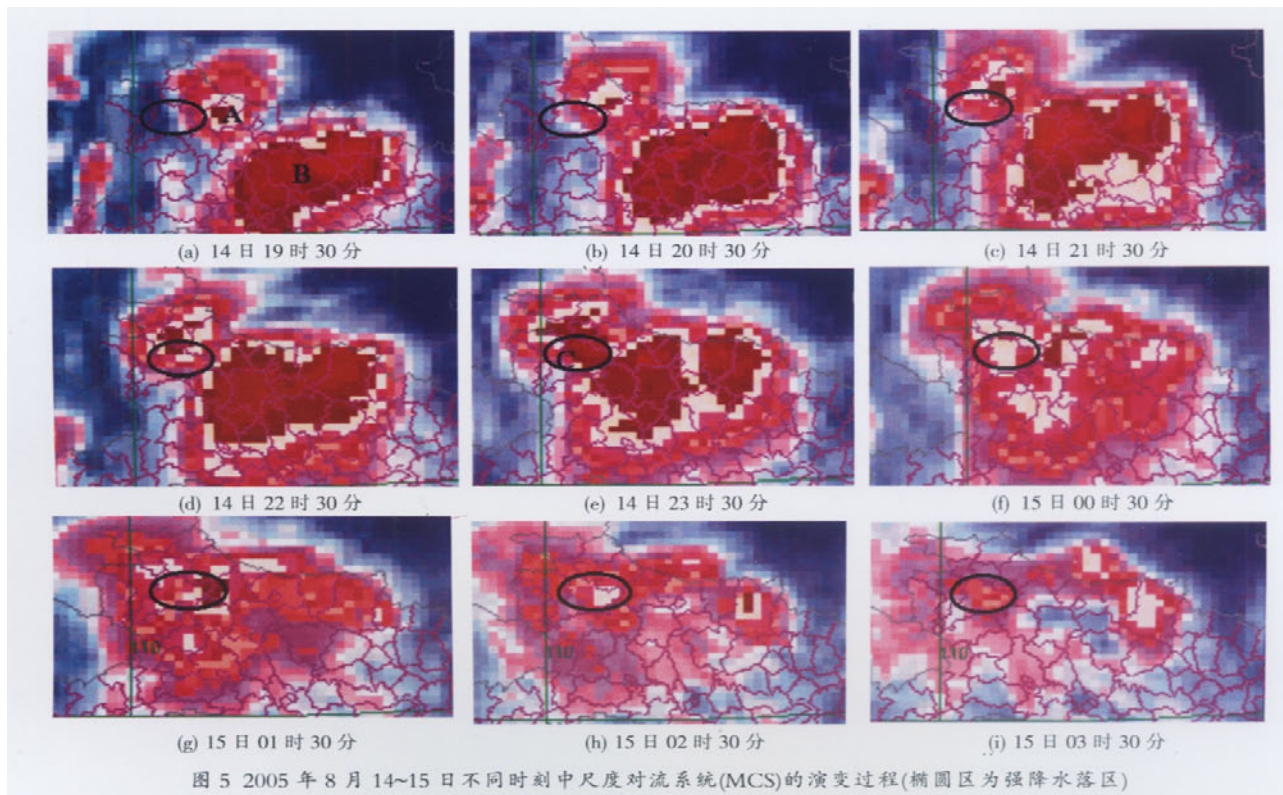 A
B
(a) 14 日 19 时 30 分
(b) 14 日 20 时 30 分
(c) 14 日 21 时 30 分
C
(d) 14 日 22 时 30 分
(e) 14 日 23 时 30 分
(f) 15 日 00 时 30 分
110
110
110
(g) 15 日 01 时 30 分
(h) 15 日 02 时 30 分
(i) 15 日 03 时 30 分
图 5 2005 年 8 月 14~15 日不同时刻中尺度对流系统(MCS)的演变过程(椭圆区为强降水落区)